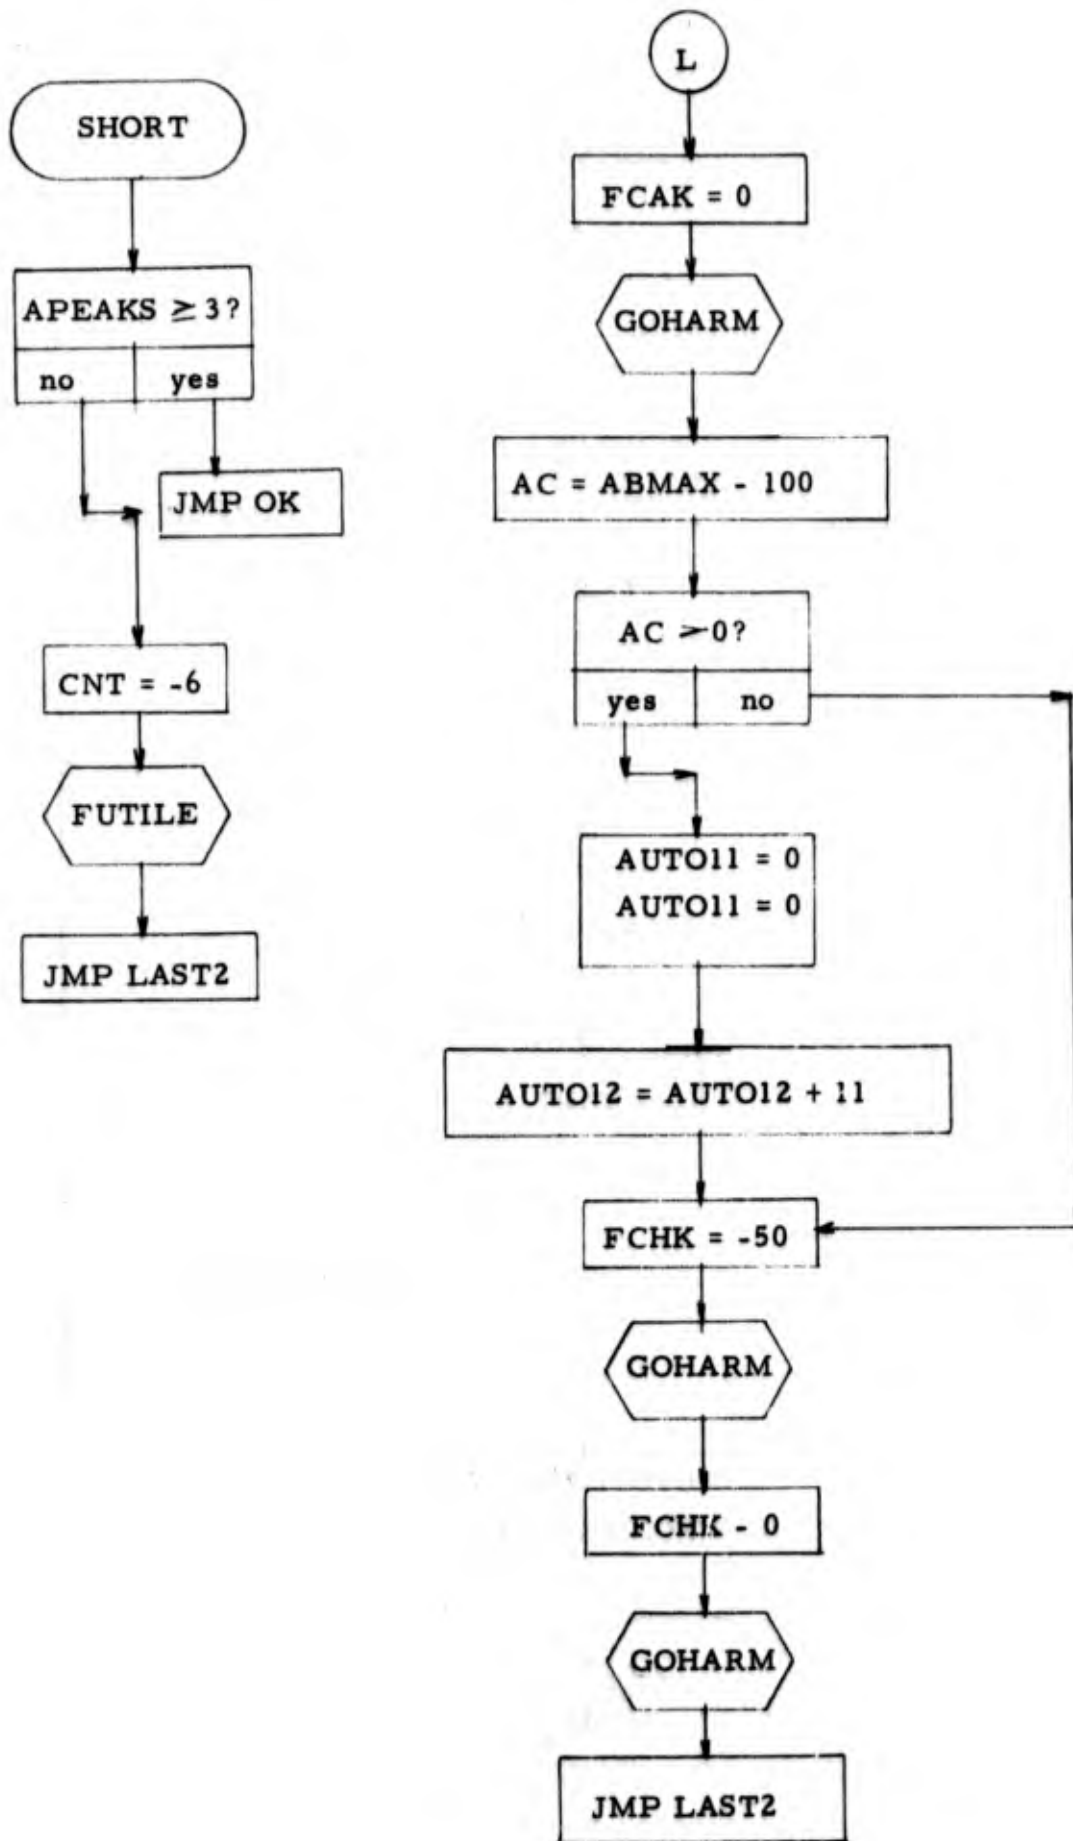 SHORT
APEAKS ≥ 3?
no yes
JMP OK
CNT = -6
FUTILE
JMP LAST2
L
FCAK = 0
GOHARM
AC = ABMAX - 100
AC > 0?
yes no
AUTO11 = 0
AUTO11 = 0
AUTO12 = AUTO12 + 11
FCHK = -50
GOHARM
FCHK - 0
GOHARM
JMP LAST2